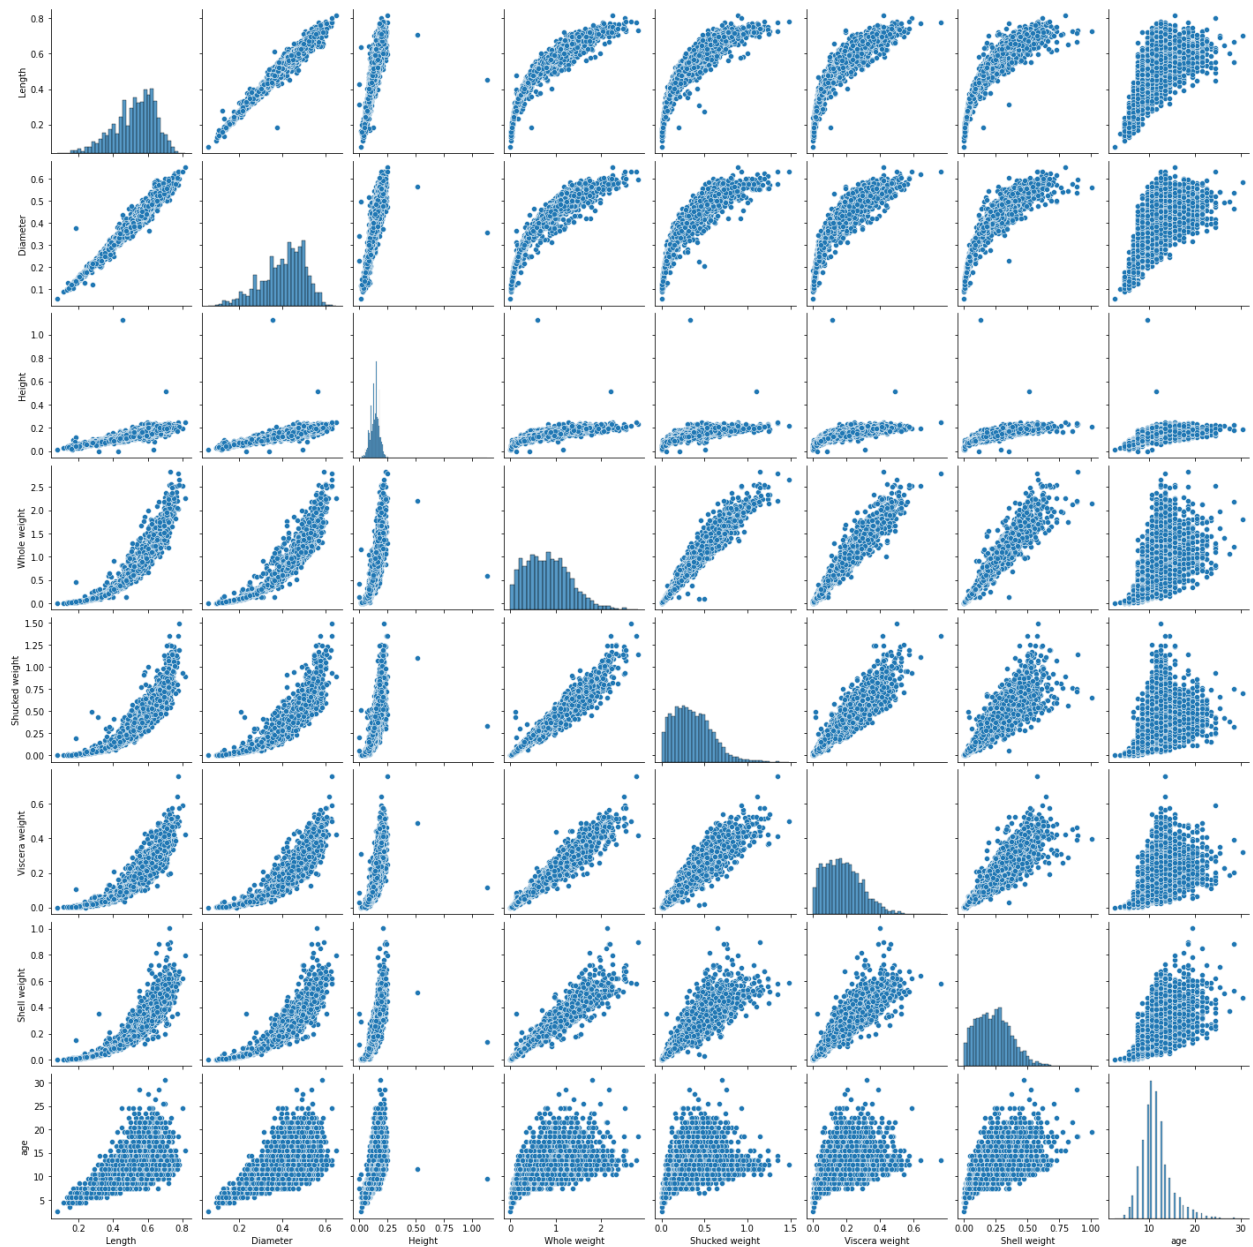 0.8
0.6
0.4
0.2
Length
0.6
0.5
0.4
0.3
0.2
0.1
Diameter
1.0
0.8
0.6
0.4
0.2
0.0
Height
2.5
2.0
1.5
1.0
0.5
0.0
Whole weight
1.50
1.25
1.00
0.75
0.50
0.25
0.00
Shucked weight
0.6
0.4
0.2
0.0
Viscera weight
1.0
0.8
0.6
0.4
0.2
0.0
Shell weight
30
25
20
15
10
5
age
0.2 0.4 0.6 0.8
Length
0.2 0.4 0.6
Diameter
0.00 0.25 0.50 0.75 1.00
Height
0 1 2
Whole weight
0.0 0.5 1.0 1.5
Shucked weight
0.0 0.2 0.4 0.6
Viscera weight
0.00 0.25 0.50 0.75 1.00
Shell weight
10 20 30
age